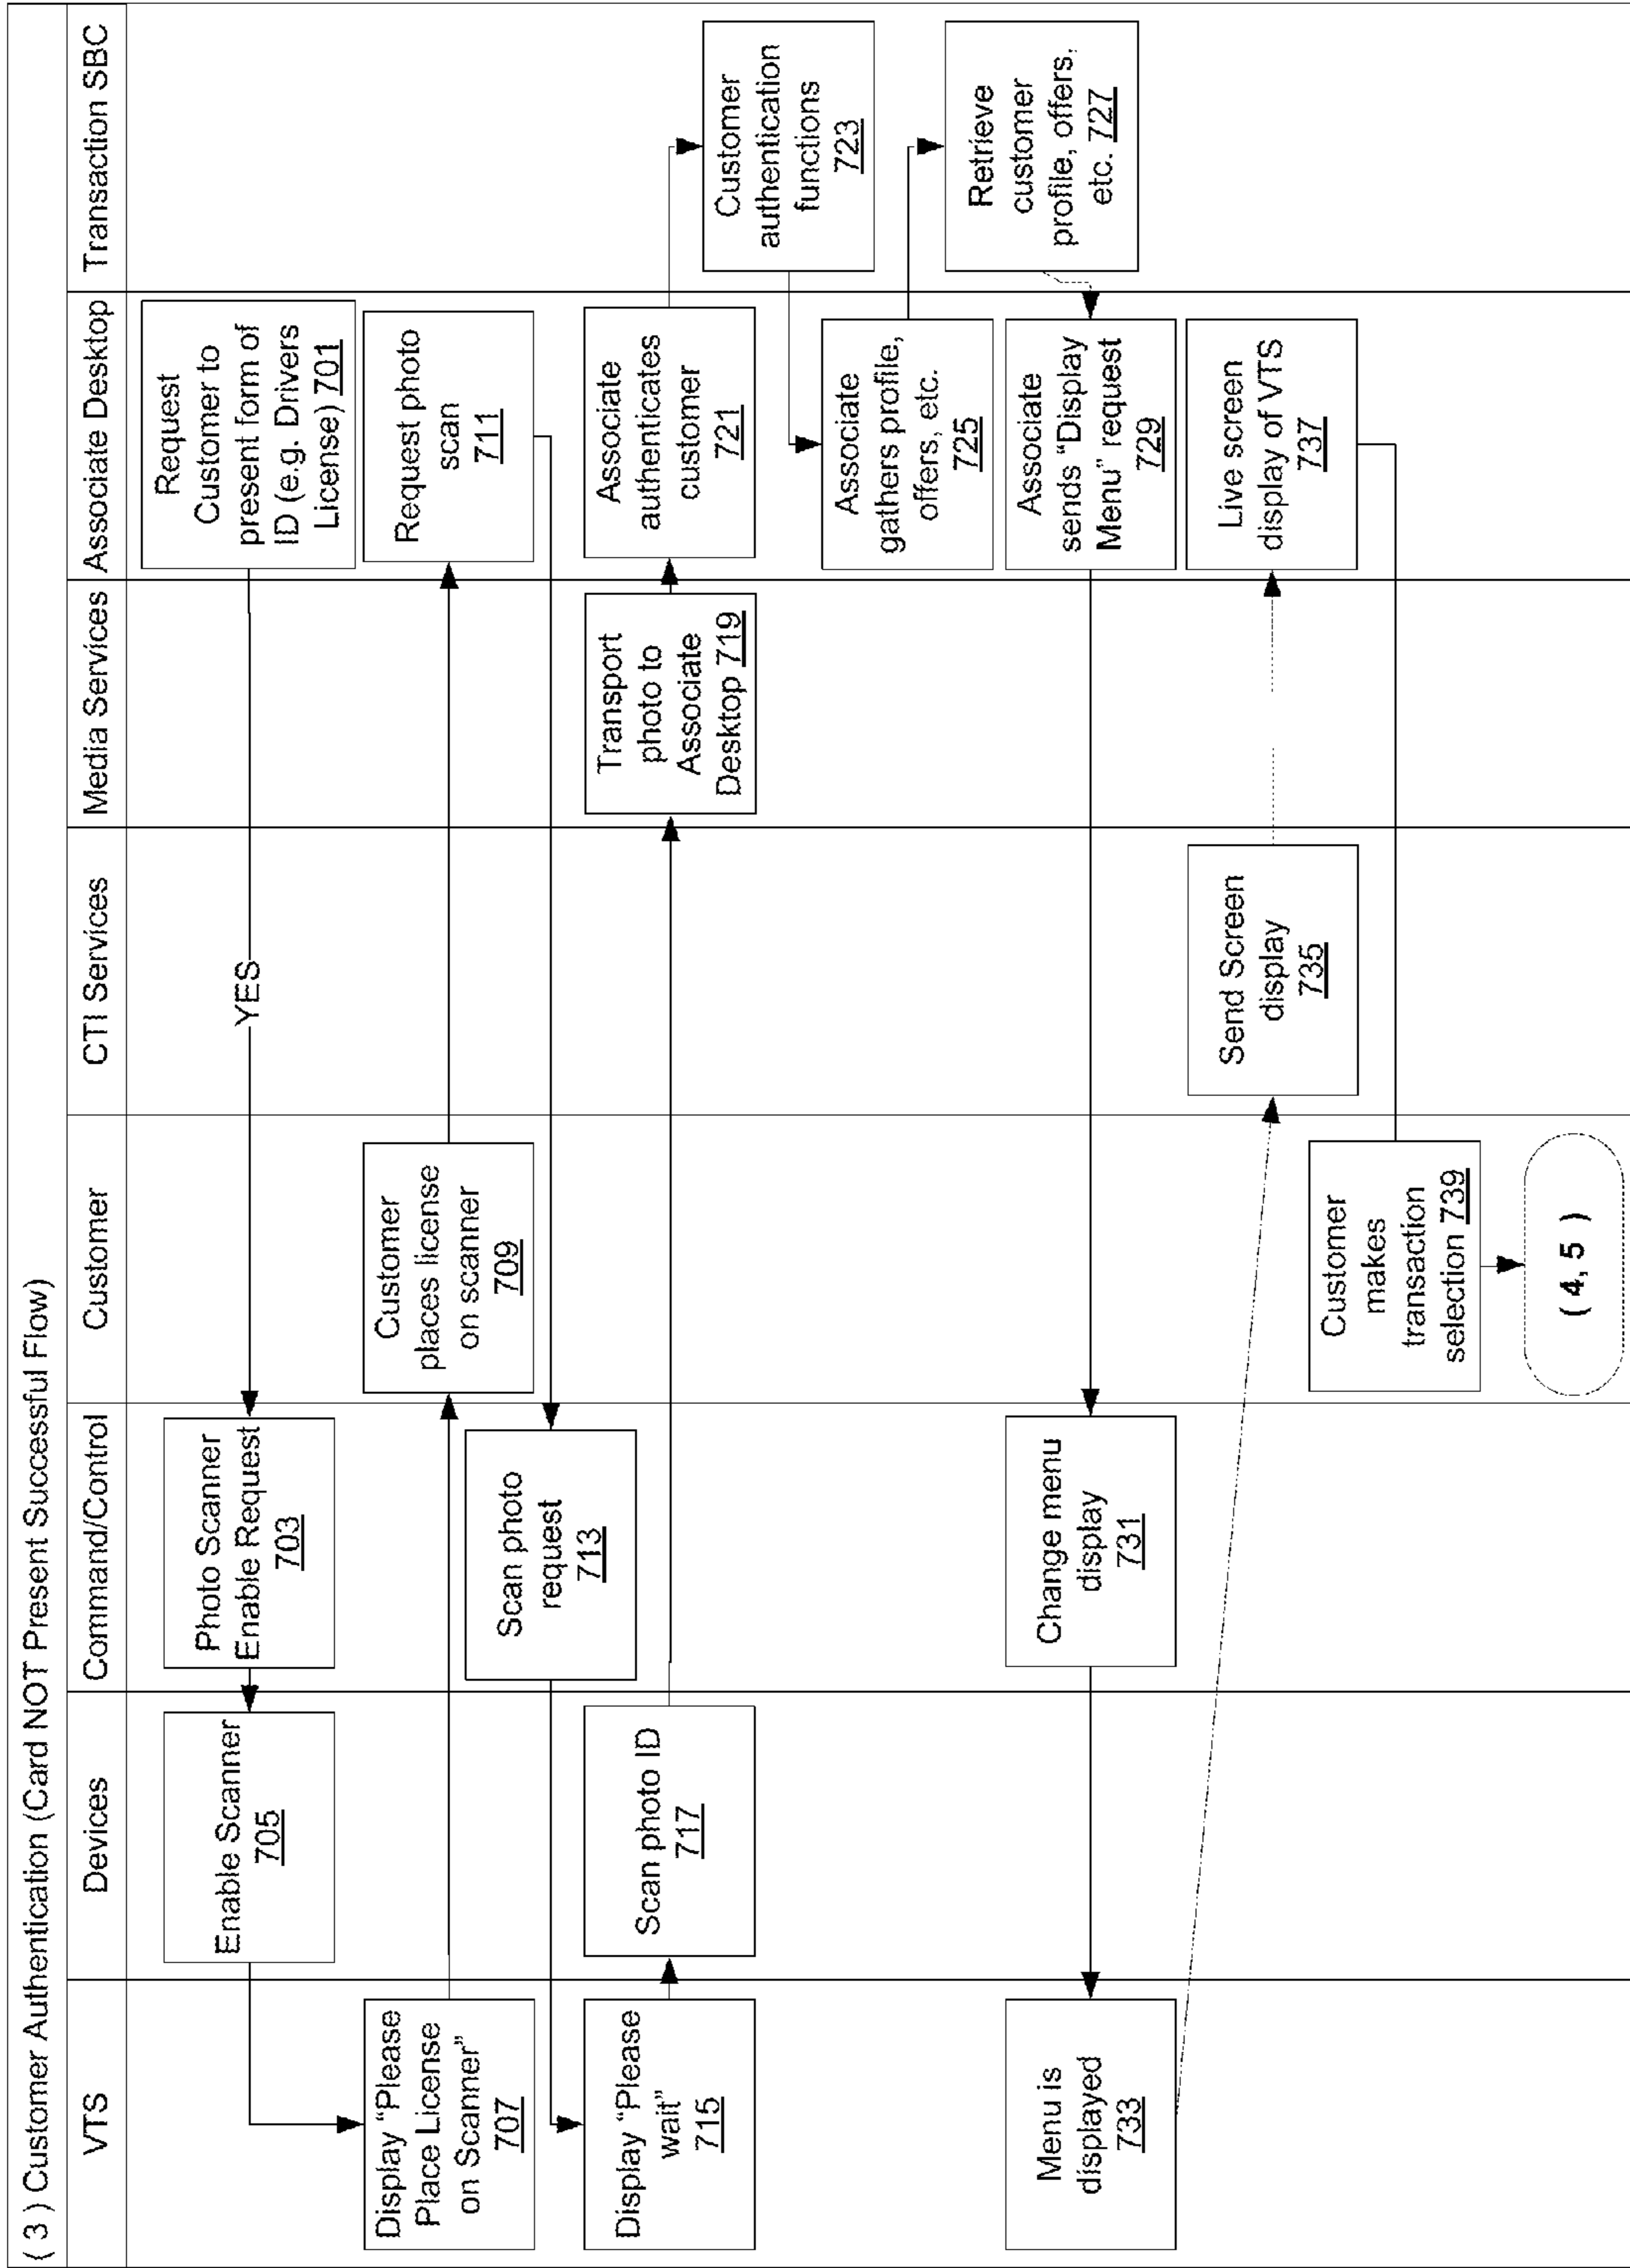 ( 3 ) Customer Authentication (Card NOT Present Successful Flow)
VTS
Devices
Command/Control
Customer
CTI Services
Media Services
Associate Desktop
Transaction SBC
Request
Customer to
present form of
ID (e.g. Drivers
License) 701
YES
Photo Scanner
Enable Request
703
Enable Scanner
705
Display “Please
Place License
on Scanner”
707
Customer
places license
on scanner
709
Request photo
scan
711
Scan photo
request
713
Display “Please
wait”
715
Scan photo ID
717
Transport
photo to
Associate
Desktop 719
Associate
authenticates
customer
721
Customer
authentication
functions
723
Associate
gathers profile,
offers, etc.
725
Retrieve
customer
profile, offers,
etc. 727
Associate
sends “Display
Menu” request
729
Change menu
display
731
Menu is
displayed
733
Send Screen
display
735
Live screen
display of VTS
737
Customer
makes
transaction
selection 739
( 4, 5 )